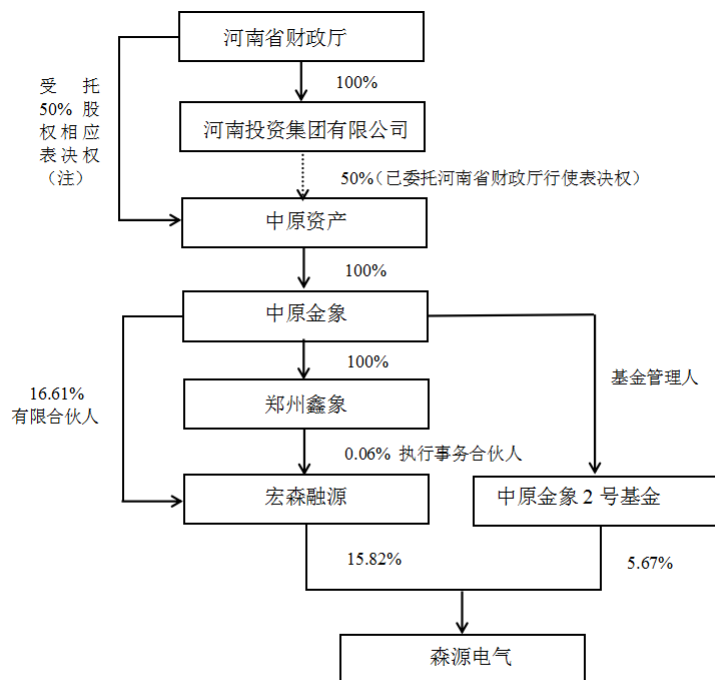 河南省财政厅
受托
50%股
权相应
表决权
（注）
100%
河南投资集团有限公司
50%（已委托河南省财政厅行使表决权）
中原资产
100%
中原金象
100%
16.61%
有限合伙人
基金管理人
郑州鑫象
0.06% 执行事务合伙人
宏森融源
中原金象 2 号基金
15.82%
5.67%
森源电气